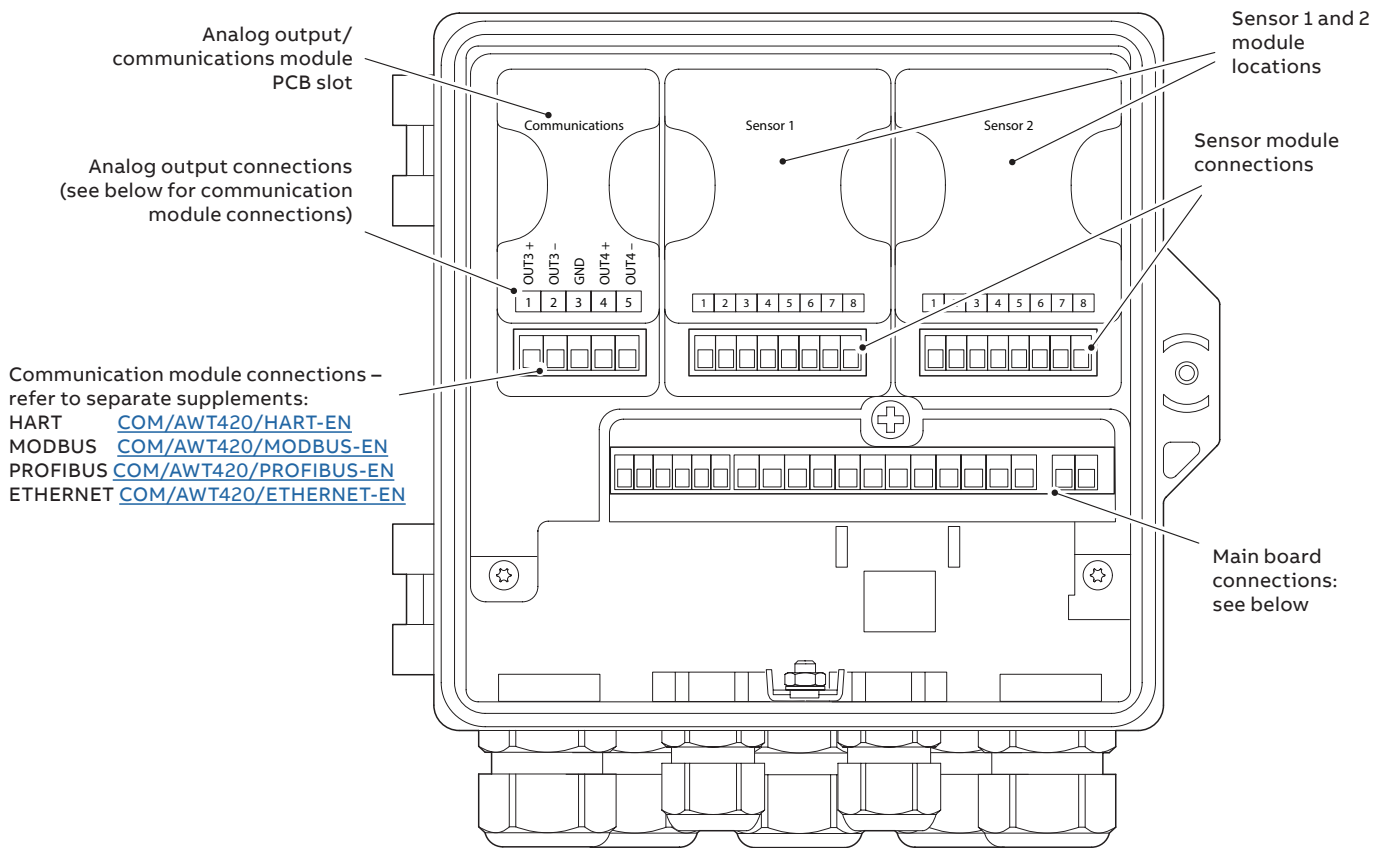 Analog output/
communications module
PCB slot
Sensor 1 and 2
module
locations
Communications
Sensor 1
Sensor 2
Analog output connections
(see below for communication
module connections)
Sensor module
connections
OUT3 +
OUT3 –
GND
OUT4 +
OUT4 –
1 2 3 4 5
1 2 3 4 5 6 7 8
1 2 3 4 5 6 7 8
Communication module connections –
refer to separate supplements:
HART COM/AWT420/HART-EN
MODBUS COM/AWT420/MODBUS-EN
PROFIBUS COM/AWT420/PROFIBUS-EN
ETHERNET COM/AWT420/ETHERNET-EN
Main board
connections:
see below